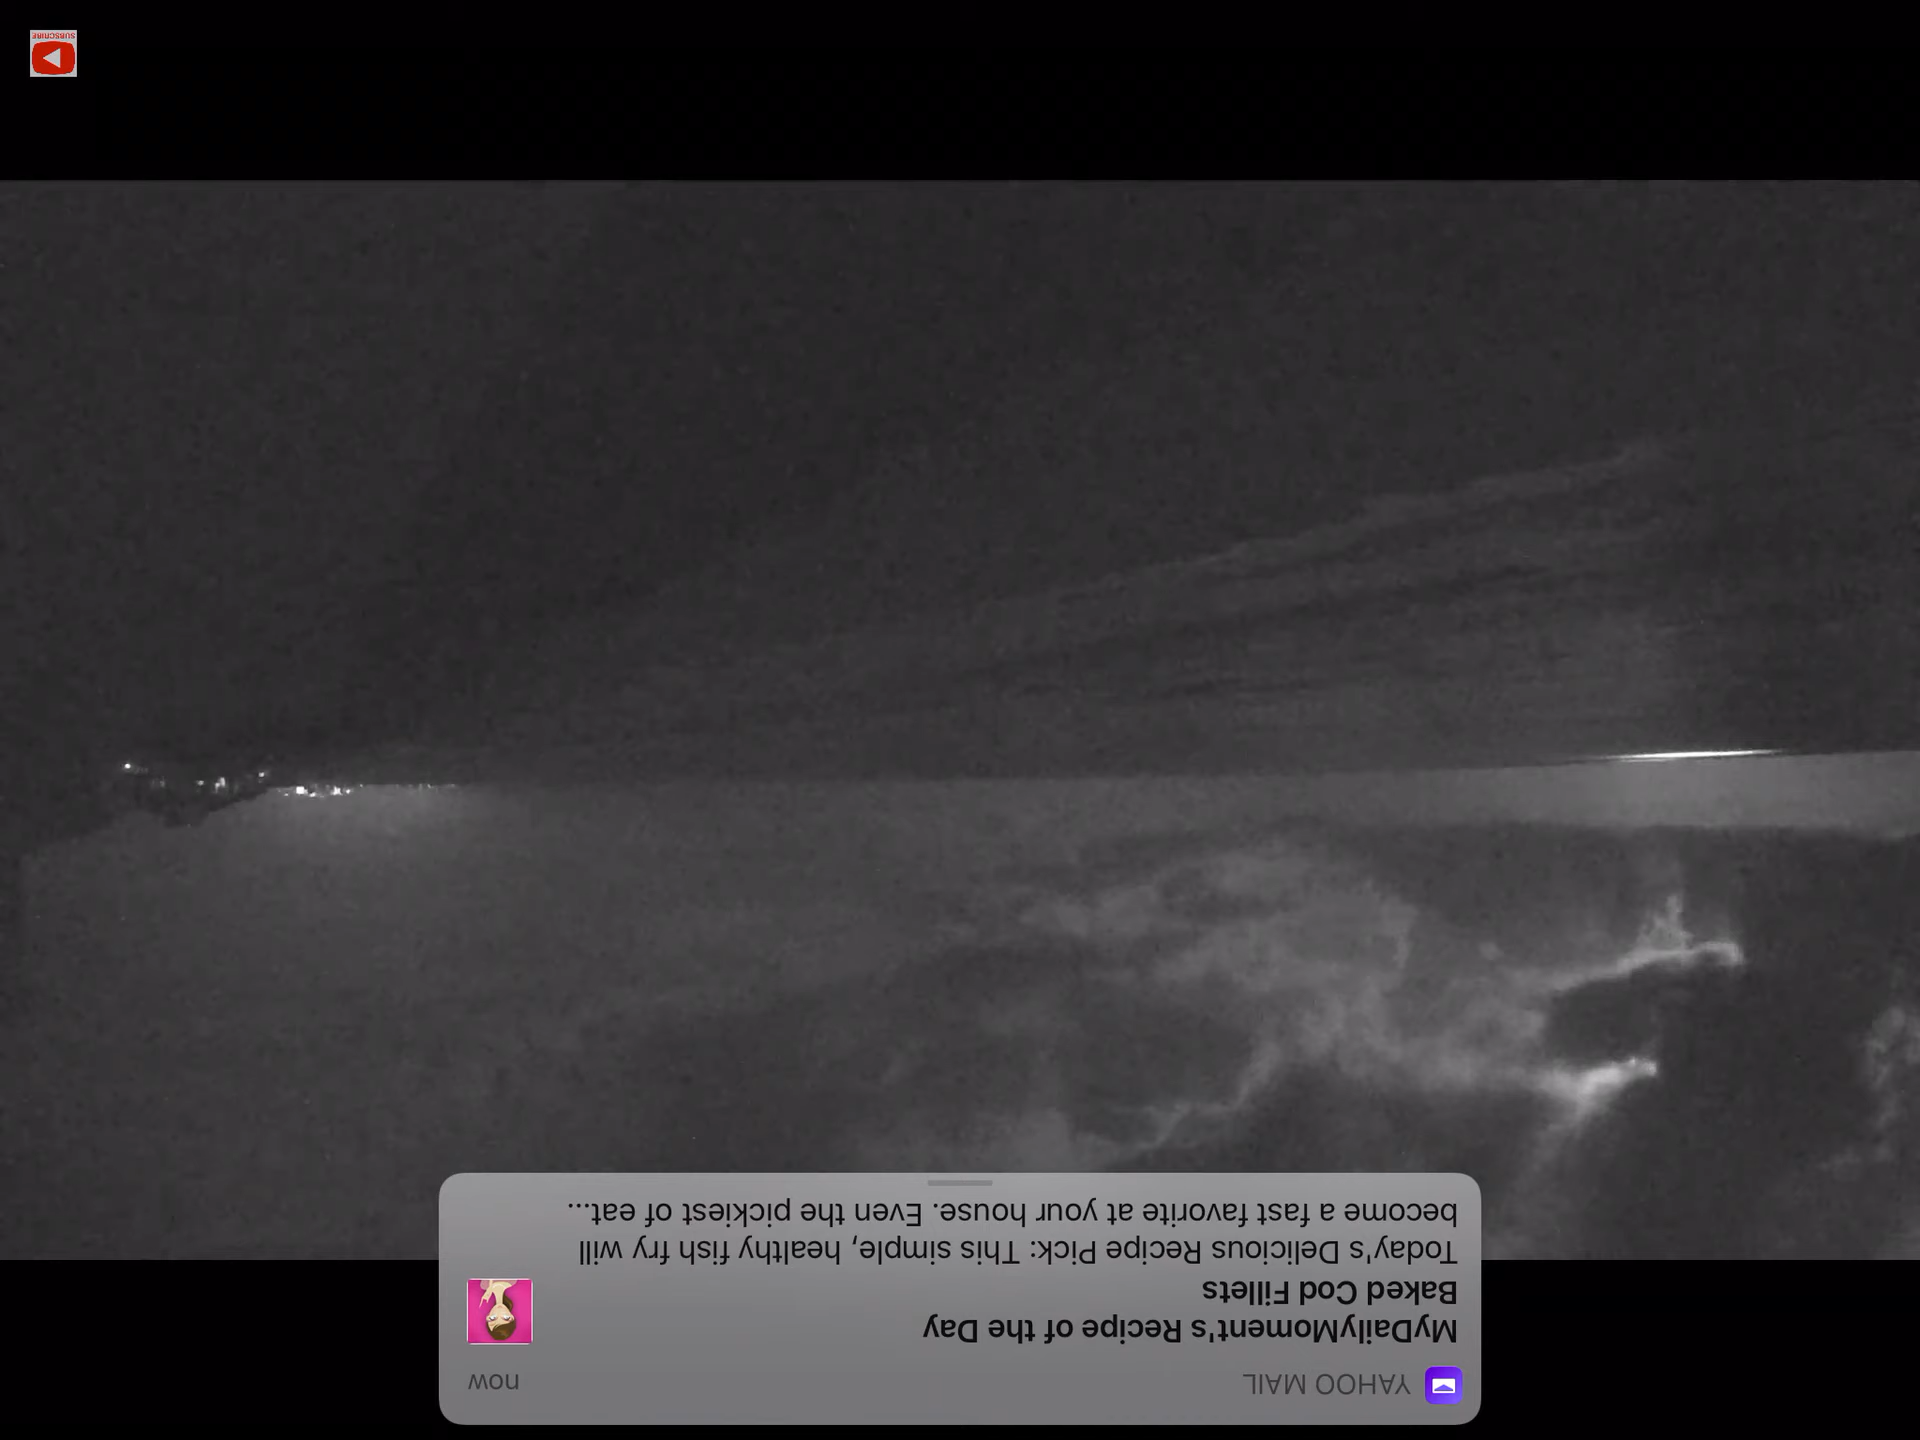 YAHOO MAIL
now
MyDailyMoment's Recipe of the Day
Baked Cod Fillets
Today's Delicious Recipe Pick: This simple, healthy fish fry will
become a fast favorite at your house. Even the pickiest of eat...
SUBSCRIBE